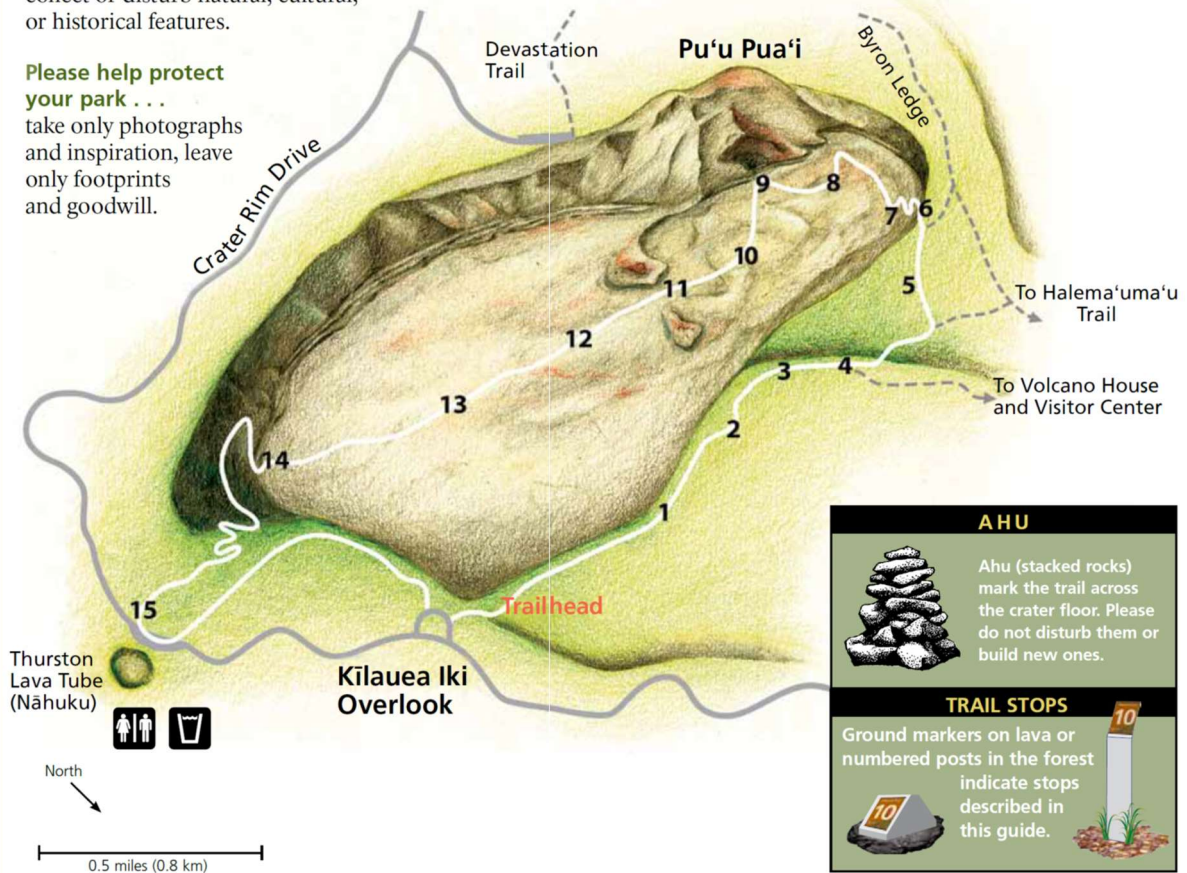 or historical features.
Please help protect
your park . . .
take only photographs
and inspiration, leave
only footprints
and goodwill.
Devastation
Trail
Puʻu Puaʻi
Byron Ledge
Crater Rim Drive
9
8
7
6
10
5
11
To Halemaʻumaʻu
Trail
12
3
4
To Volcano House
and Visitor Center
13
2
14
1
15
Trailhead
Thurston
Lava Tube
(Nāhuku)
Kīlauea Iki
Overlook
North
0.5 miles (0.8 km)
AHU
Ahu (stacked rocks)
mark the trail across
the crater floor. Please
do not disturb them or
build new ones.
TRAIL STOPS
10
Ground markers on lava or
numbered posts in the forest
indicate stops
described in
this guide.
10